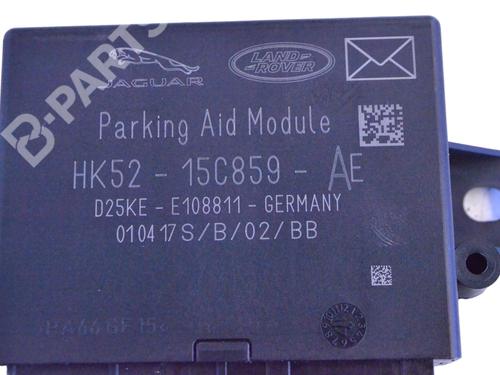 B-PARTS
JAGUAR
LAND
ROVER
Parking Aid Module
HK52 - 15C859 - AE
D25KE - E108811 - GERMANY
010417S/B/02/BB